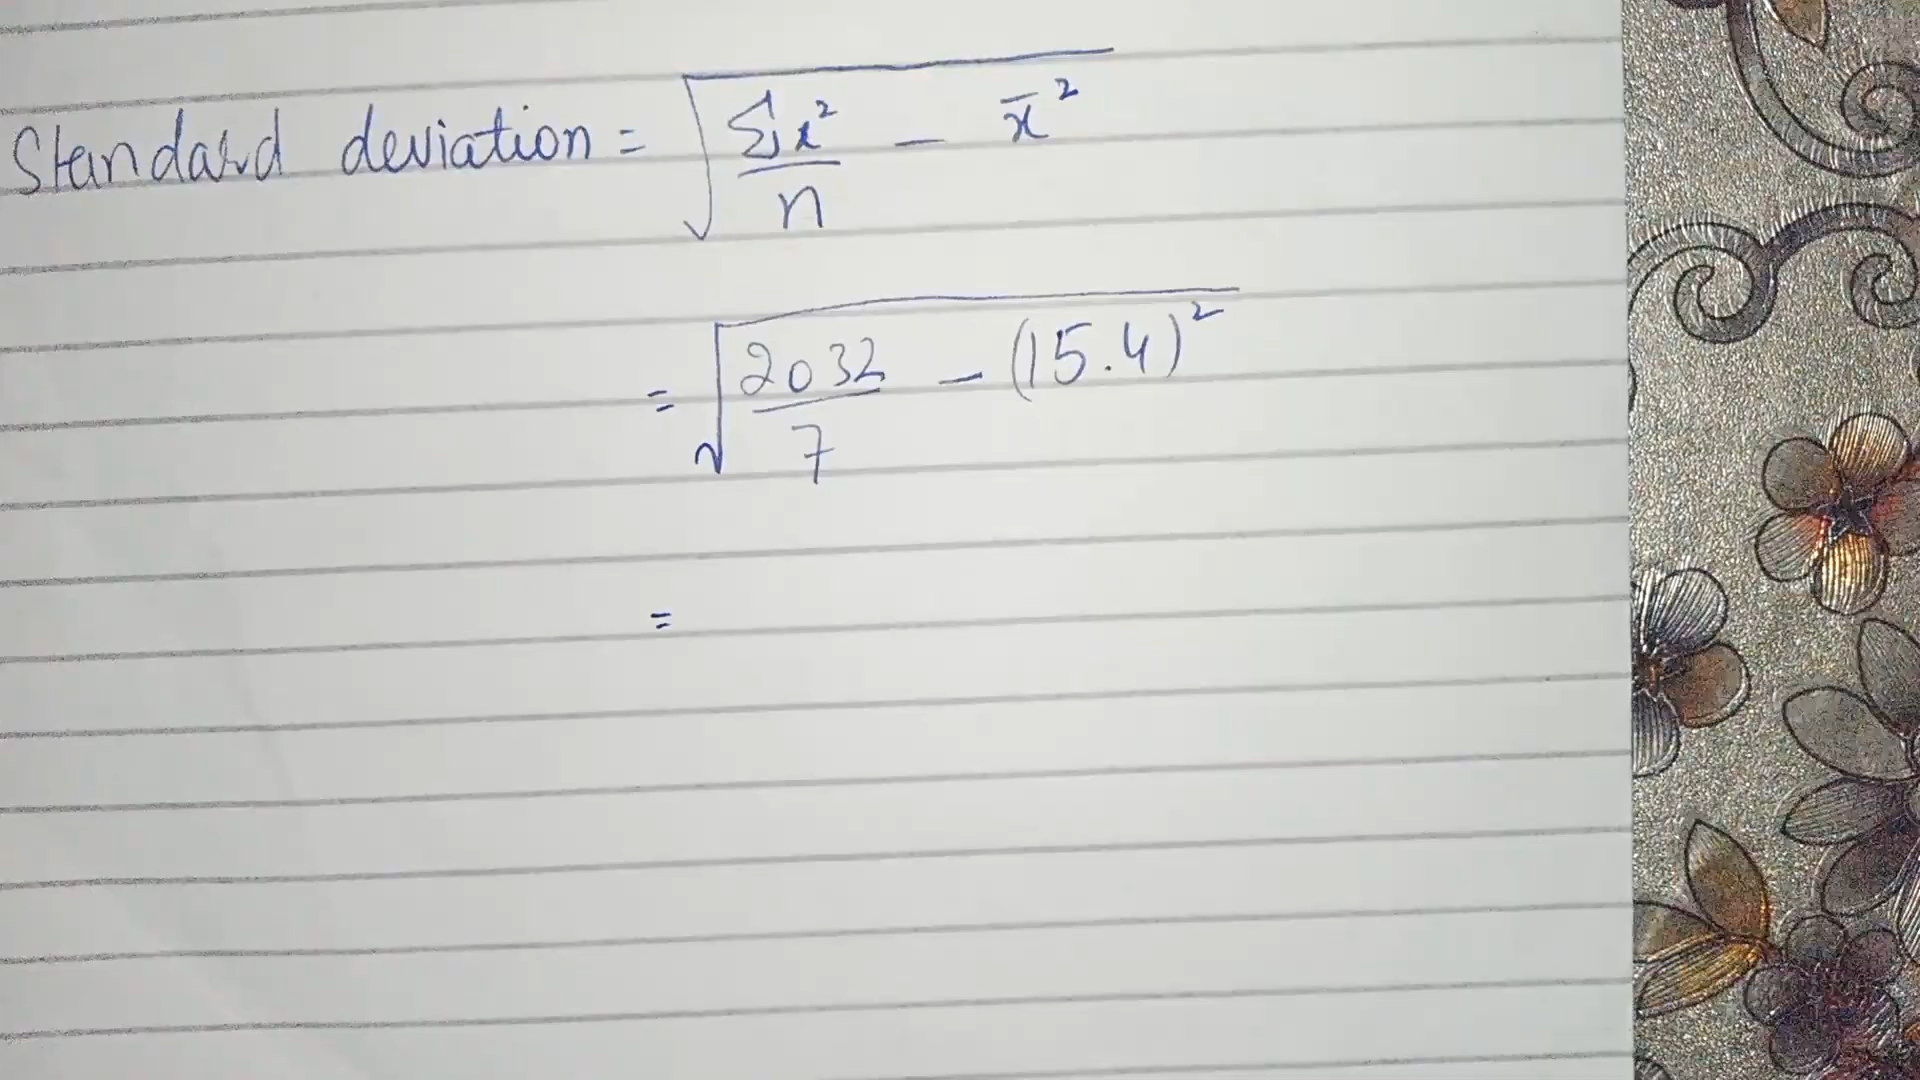 Standard deviation = √(Σx²/n - x̄²)
= √(2032/7 - (15.4)²)
=